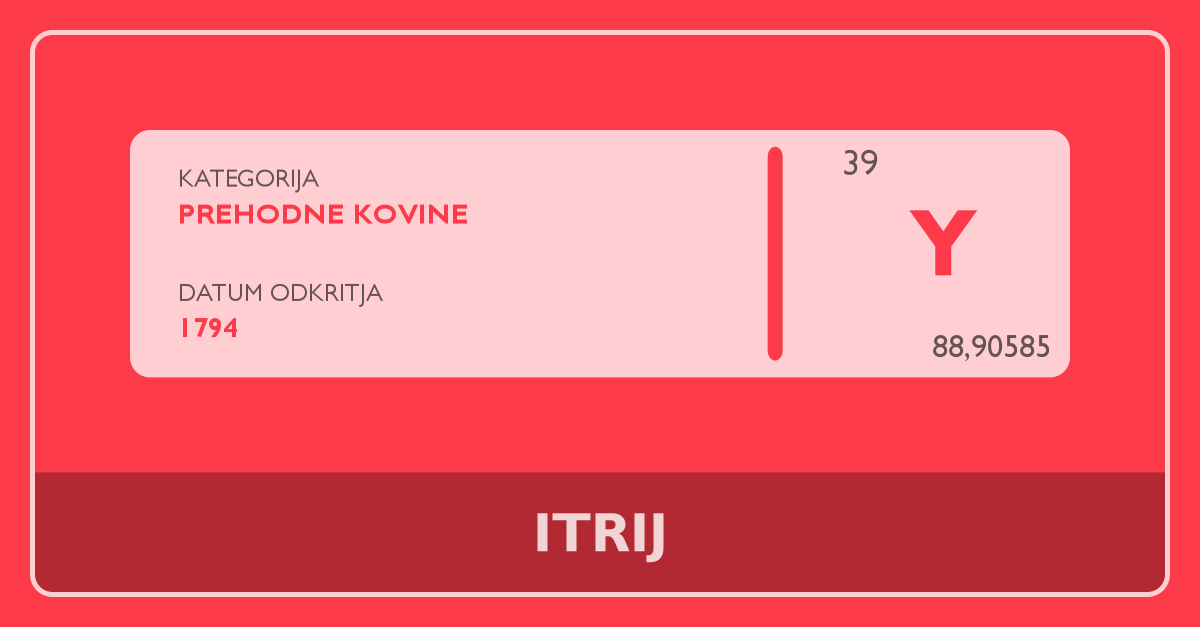 KATEGORIJA
PREHODNE KOVINE
DATUM ODKRITJA
1794
39
Y
88,90585
ITRIJ